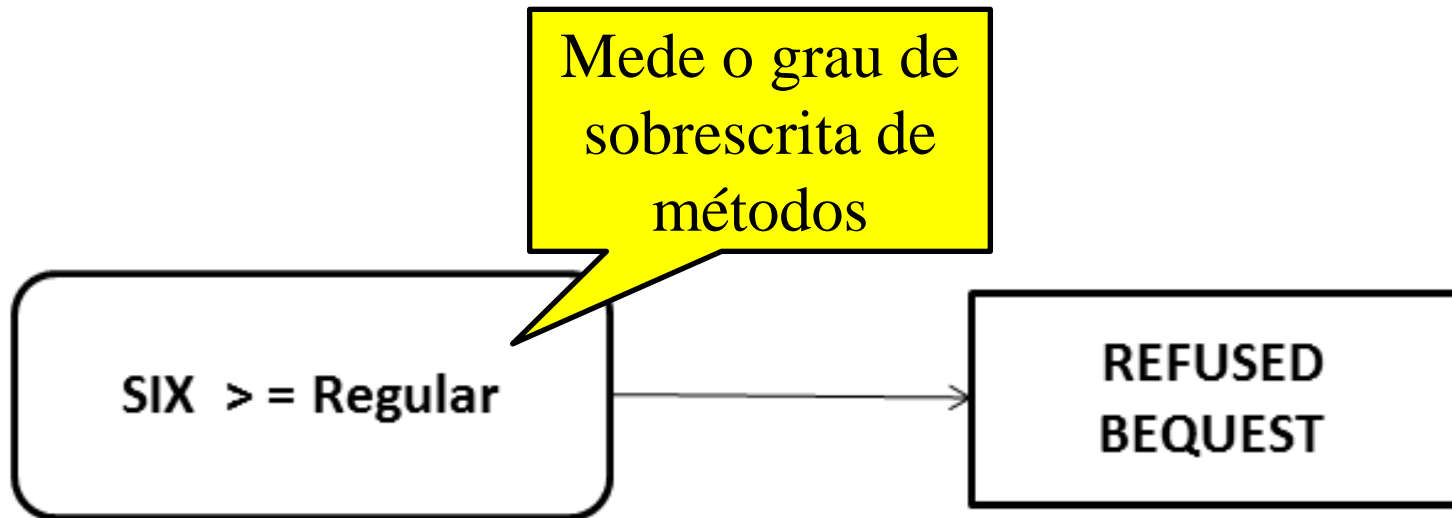 Mede o grau de
sobrescrita de
métodos
SIX > = Regular
REFUSED
BEQUEST